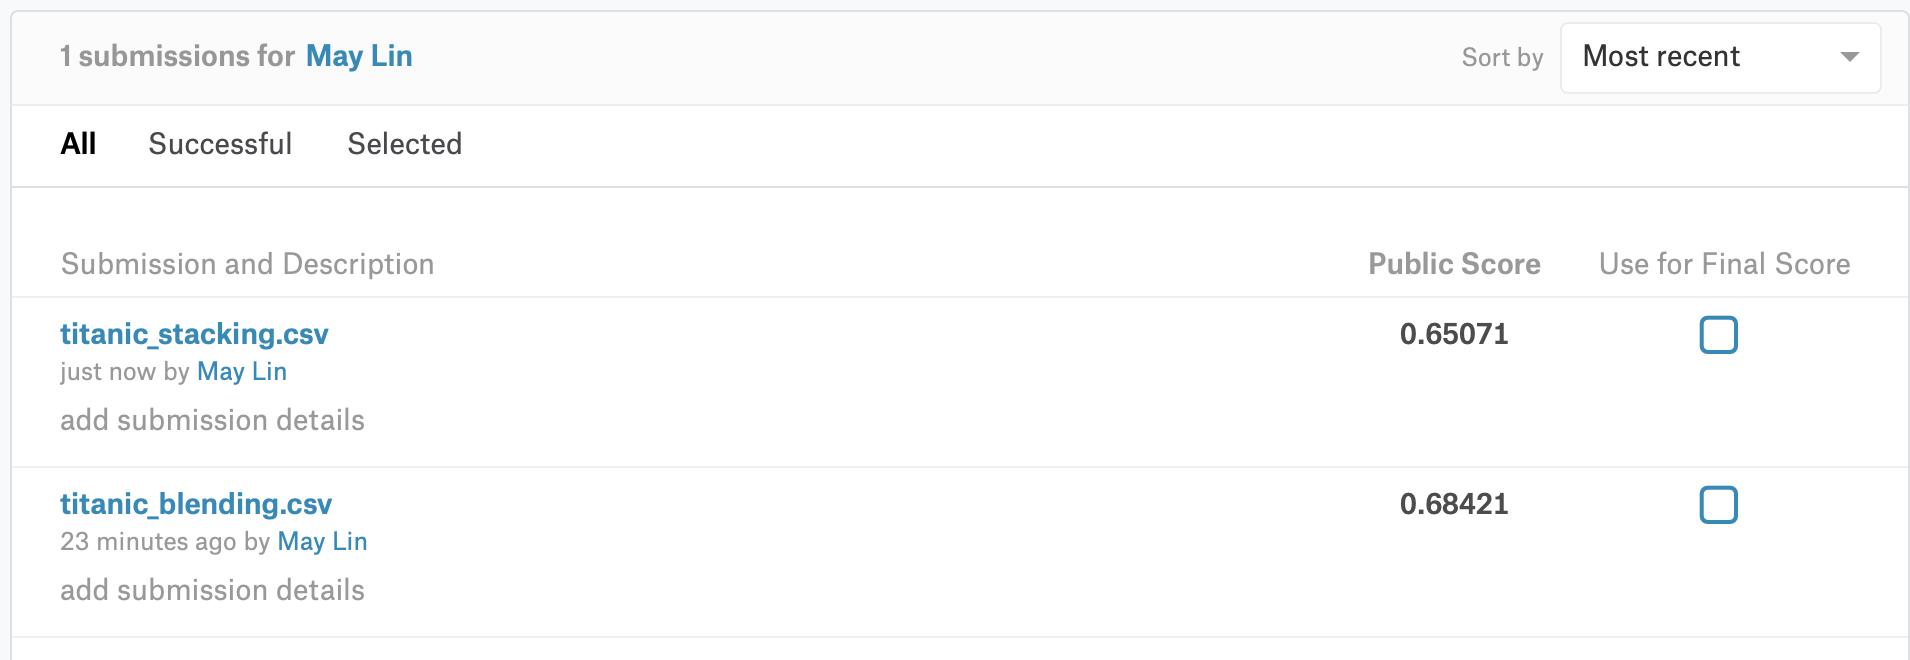 1 submissions for May Lin
Sort by Most recent
All Successful Selected
Submission and Description Public Score Use for Final Score
titanic_stacking.csv 0.65071
just now by May Lin
add submission details
titanic_blending.csv 0.68421
23 minutes ago by May Lin
add submission details